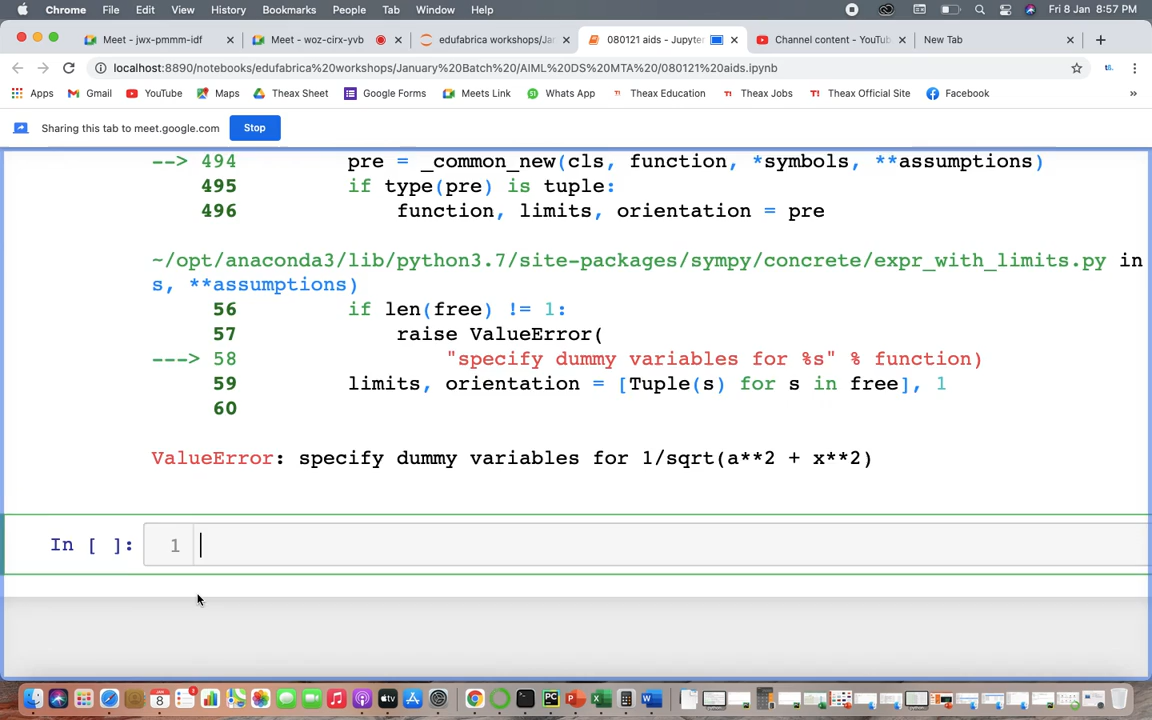 Chrome File Edit View History Bookmarks People Tab Window Help Fri 8 Jan 8:57 PM
Meet - jwx-pmmm-idf Meet - woz-cirx-yvb edufabrica workshops/Jan 080121 aids - Jupyter Channel content - YouTub New Tab
localhost:8890/notebooks/edufabrica%20workshops/January%20Batch%20/AIML%20DS%20MTA%20/080121%20aids.ipynb
Apps Gmail YouTube Maps Theax Sheet Google Forms Meets Link Whats App Theax Education Theax Jobs Theax Official Site Facebook »
Sharing this tab to meet.google.com Stop
--> 494 pre = _common_new(cls, function, *symbols, **assumptions)
495 if type(pre) is tuple:
496 function, limits, orientation = pre
~/opt/anaconda3/lib/python3.7/site-packages/sympy/concrete/expr_with_limits.py in
s, **assumptions)
56 if len(free) != 1:
57 raise ValueError(
---> 58 "specify dummy variables for %s" % function)
59 limits, orientation = [Tuple(s) for s in free], 1
60
ValueError: specify dummy variables for 1/sqrt(a**2 + x**2)
In [ ]: 1